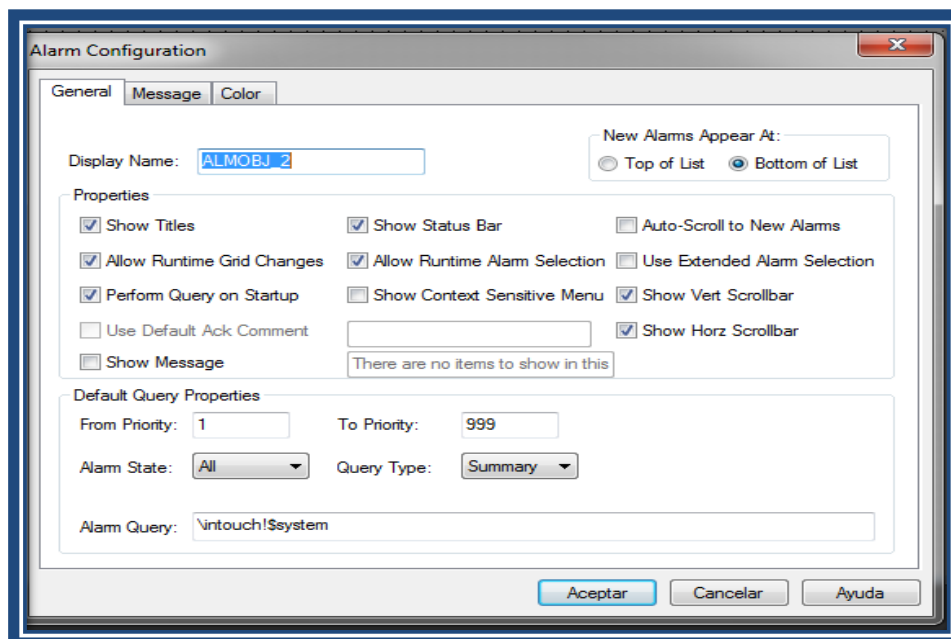 Alarm Configuration
General Message Color
New Alarms Appear At:
Display Name: ALMOBJ_2 Top of List Bottom of List
Properties
Show Titles Show Status Bar Auto-Scroll to New Alarms
Allow Runtime Grid Changes Allow Runtime Alarm Selection Use Extended Alarm Selection
Perform Query on Startup Show Context Sensitive Menu Show Vert Scrollbar
Use Default Ack Comment Show Horz Scrollbar
Show Message There are no items to show in this
Default Query Properties
From Priority: 1 To Priority: 999
Alarm State: All Query Type: Summary
Alarm Query: \intouch!$system
Aceptar Cancelar Ayuda